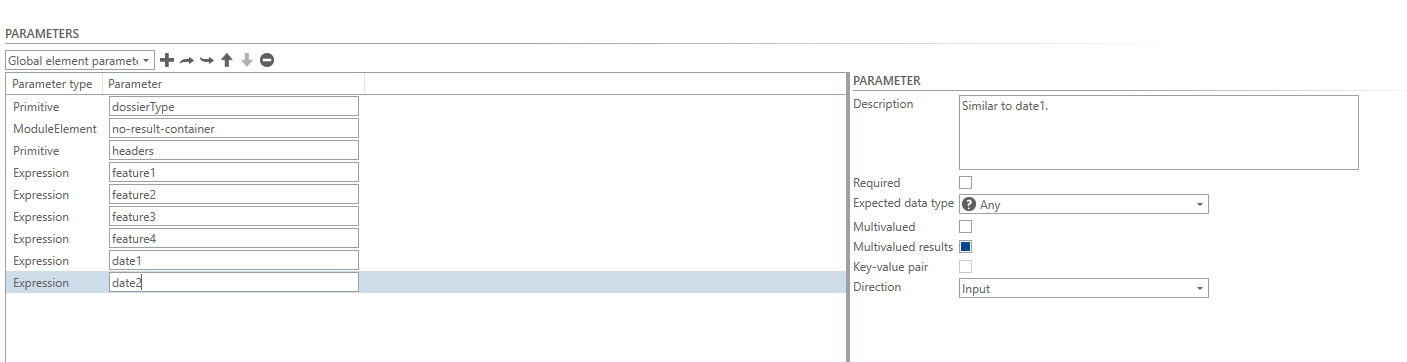 PARAMETERS
Global element paramete
Parameter type Parameter
Primitive dossierType
ModuleElement no-result-container
Primitive headers
Expression feature1
Expression feature2
Expression feature3
Expression feature4
Expression date1
Expression date2
PARAMETER
Description Similar to date1.
Required
Expected data type ? Any
Multivalued
Multivalued results
Key-value pair
Direction Input